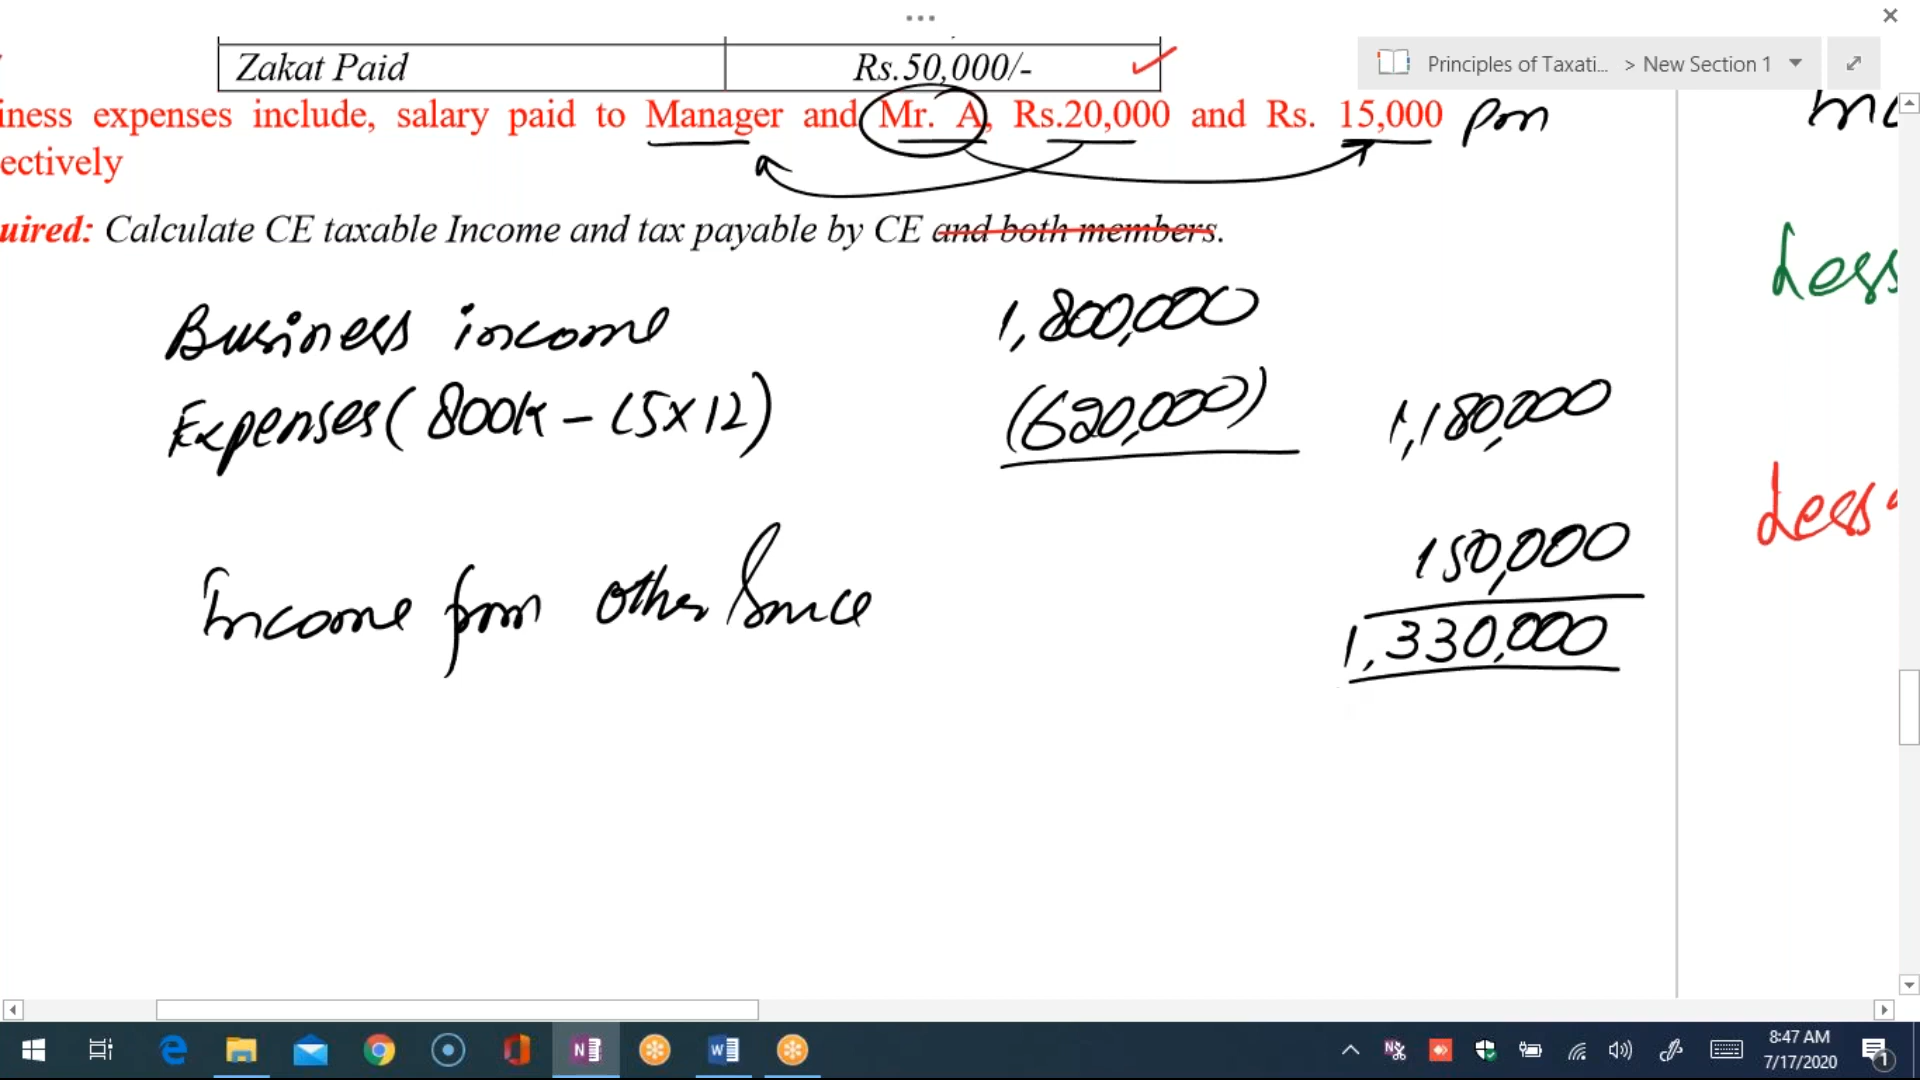 Zakat Paid Rs.50,000/-
Principles of Taxati... > New Section 1
iness expenses include, salary paid to Manager and Mr. A, Rs.20,000 and Rs. 15,000 pm
ectively
uired: Calculate CE taxable Income and tax payable by CE and both members.
Less
Business income 1,800,000
Expenses (800k - 15x12) (620,000) 1,180,000
Less
Income from other Source 150,000
1,330,000
8:47 AM
7/17/2020
1